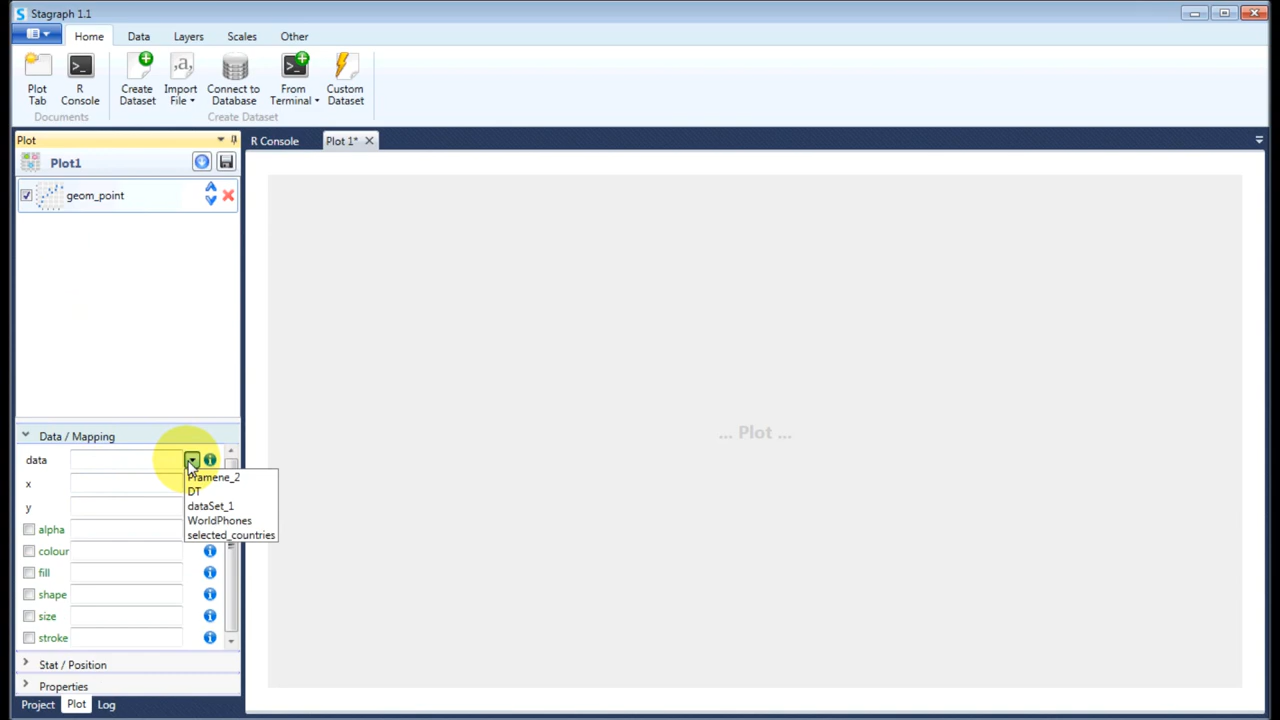 Stagraph 1.1
Home Data Layers Scales Other
Plot Tab
R Console
Create Dataset
Import File
Connect to Database
From Terminal
Custom Dataset
Documents
Create Dataset
Plot
R Console
Plot 1*
Plot1
geom_point
... Plot ...
Data / Mapping
data
x
y
Pramene_2
DT
dataSet_1
WorldPhones
selected_countries
alpha
colour
fill
shape
size
stroke
Stat / Position
Properties
Project Plot Log